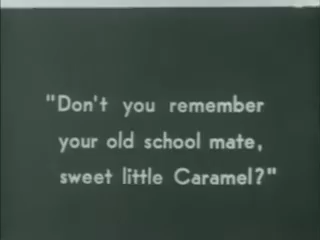 "Don't you remember
your old school mate,
sweet little Caramel?"